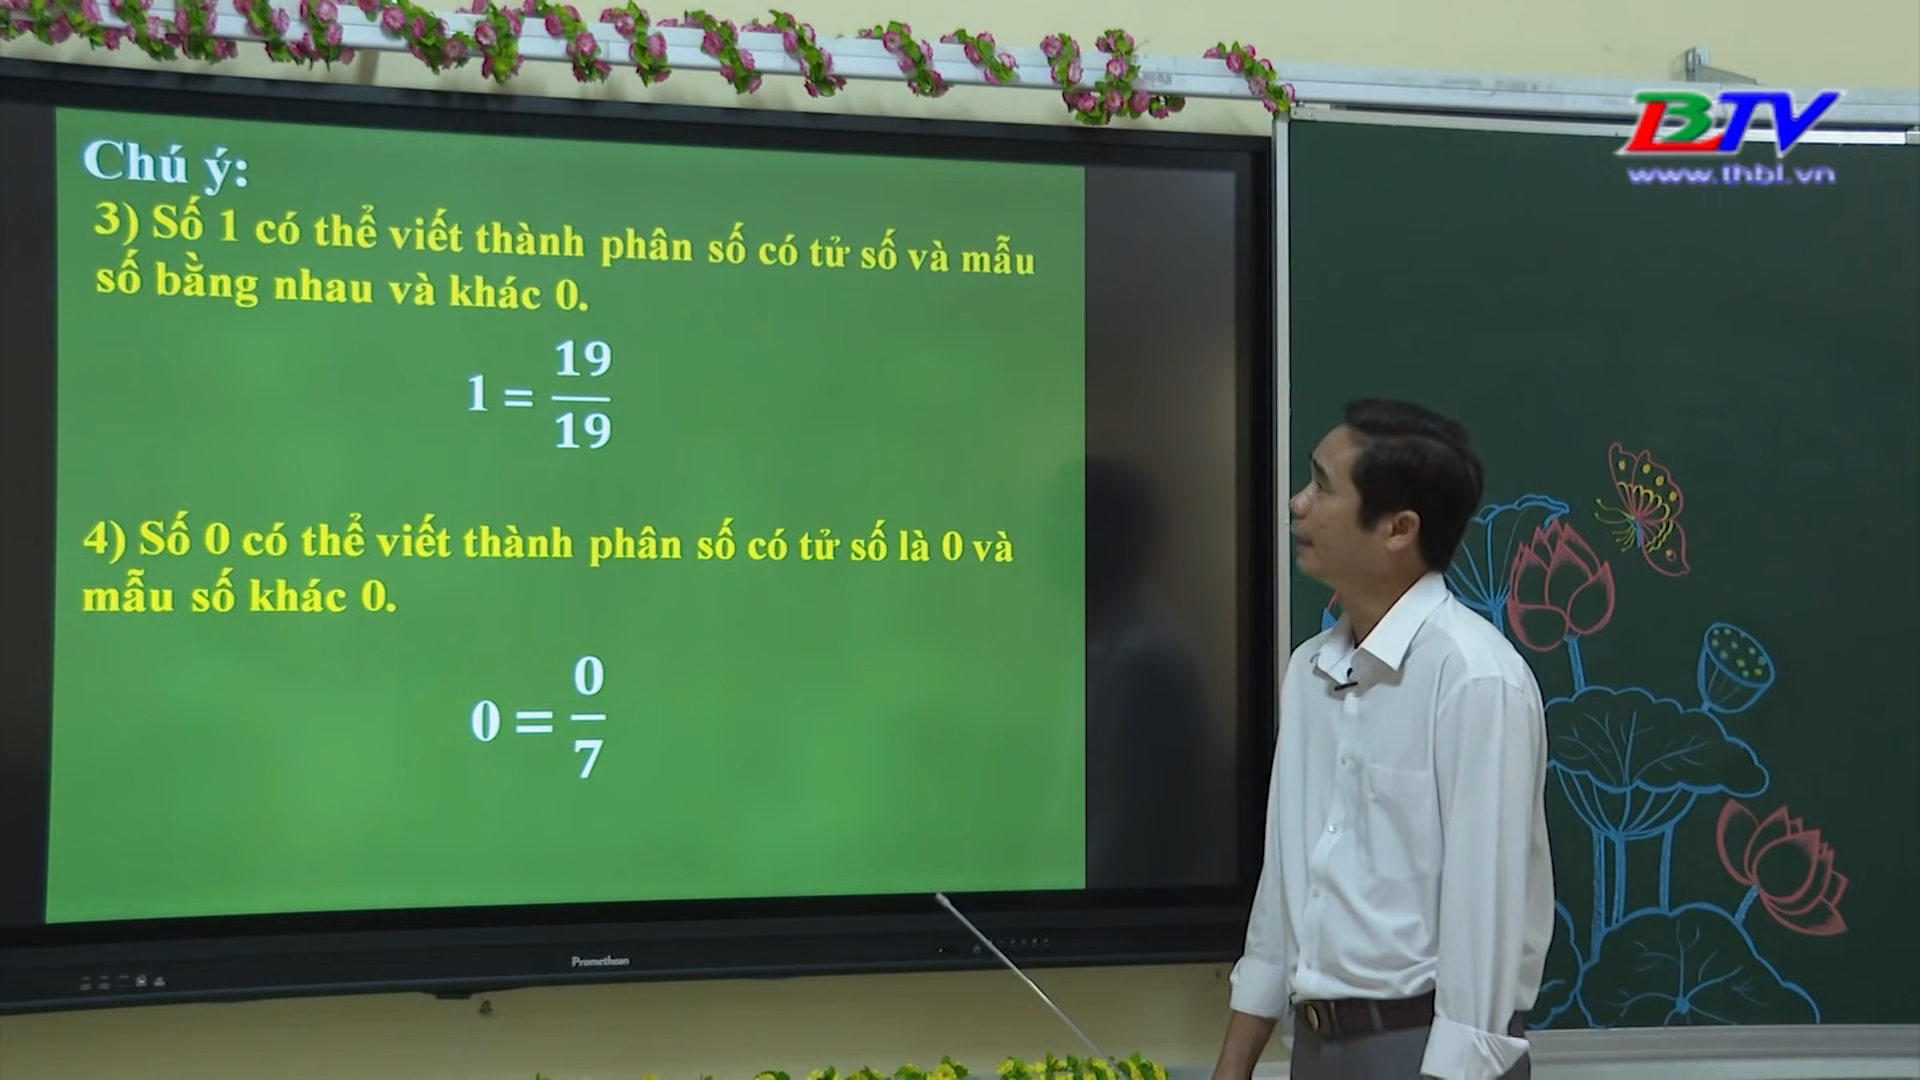 Chú ý:
3) Số 1 có thể viết thành phân số có tử số và mẫu
số bằng nhau và khác 0.
1 = 19/19
4) Số 0 có thể viết thành phân số có tử số là 0 và
mẫu số khác 0.
0 = 0/7
Promethean
BTV
www.thbl.vn